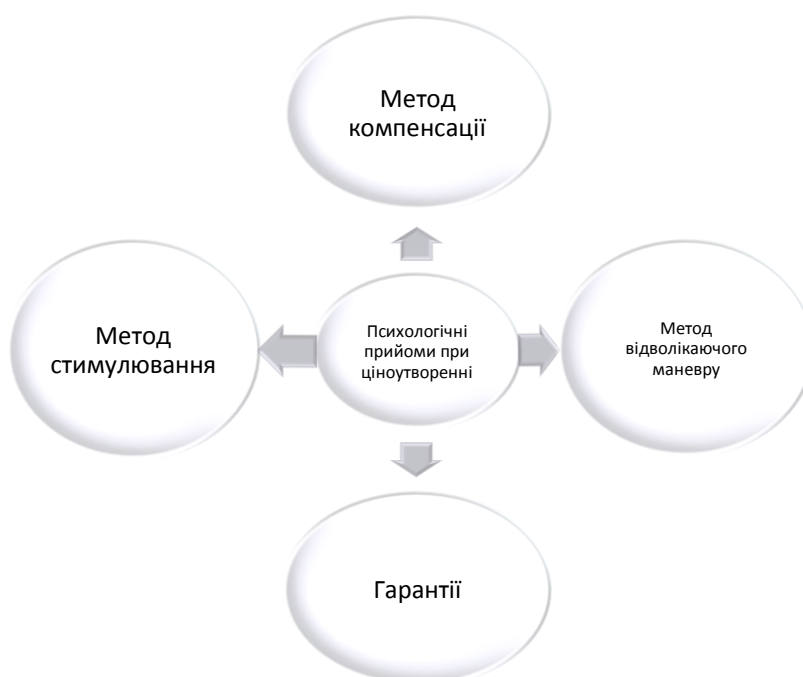 Метод
компенсації
Метод
стимулювання
Психологічні
прийоми при
ціноутворенні
Метод
відволікаючого
маневру
Гарантії